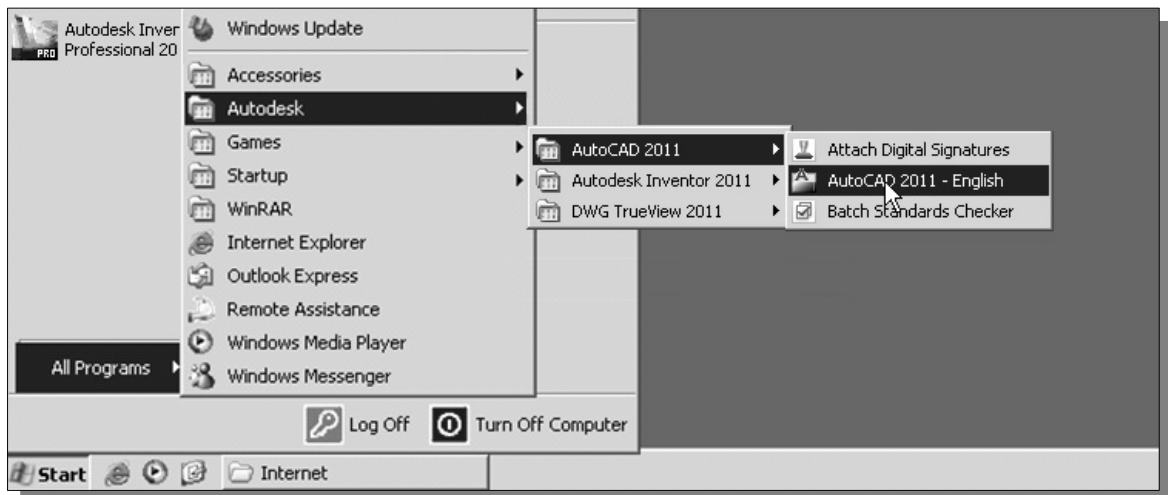 Autodesk Inver
Professional 20
PRO
Windows Update
Accessories
Autodesk
Games
Startup
WinRAR
Internet Explorer
Outlook Express
Remote Assistance
Windows Media Player
Windows Messenger
AutoCAD 2011
Autodesk Inventor 2011
DWG TrueView 2011
Attach Digital Signatures
AutoCAD 2011 - English
Batch Standards Checker
All Programs
Log Off
Turn Off Computer
Start
Internet